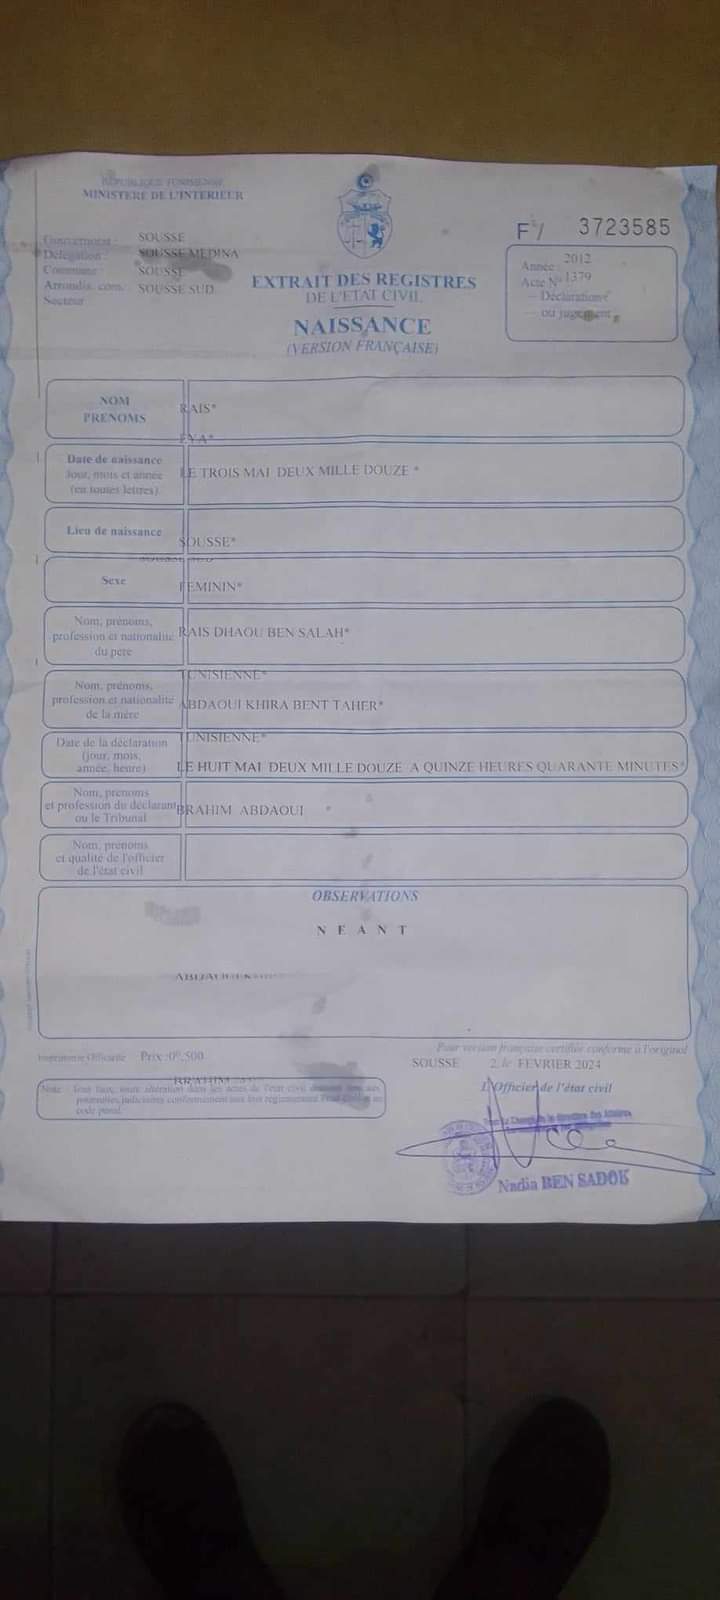 REPUBLIQUE TUNISIENNE
MINISTERE DE L'INTERIEUR
Gouvernorat : SOUSSE
Délégation : SOUSSE MEDINA
Commune : SOUSSE
Arrondis. com. SOUSSE SUD
Secteur
EXTRAIT DES REGISTRES
DE L'ETAT CIVIL
NAISSANCE
(VERSION FRANÇAISE)
F / 3723585
Année : 2012
Acte N° 1379
— Déclaration
— ou jugement
NOM
PRENOMS
RAIS*
EYA*
Date de naissance
Jour, mois et année
(en toutes lettres)
LE TROIS MAI DEUX MILLE DOUZE *
Lieu de naissance
SOUSSE*
Sexe
FEMININ*
Nom, prénoms,
profession et nationalité
du père
RAIS DHAOU BEN SALAH*
TUNISIENNE*
Nom, prénoms,
profession et nationalité
de la mère
ABDAOUI KHIRA BENT TAHER*
TUNISIENNE*
Date de la déclaration
(jour, mois,
année, heure)
LE HUIT MAI DEUX MILLE DOUZE A QUINZE HEURES QUARANTE MINUTES*
Nom, prénoms
et profession du déclarant
ou le Tribunal
BRAHIM ABDAOUI *
Nom, prénoms
et qualité de l'officier
de l'état civil
OBSERVATIONS
N E A N T
Imprimerie Officielle Prix :0ᴰ,500
Pour version française certifiée conforme à l'original
SOUSSE 2, le FEVRIER 2024
L'Officier de l'état civil
code penal.
Nadia BEN SADOK